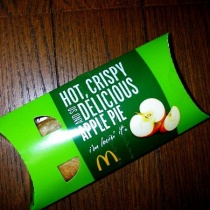 HOT, CRISPY
AND
DELICIOUS
APPLE PIE
i'm lovin' it